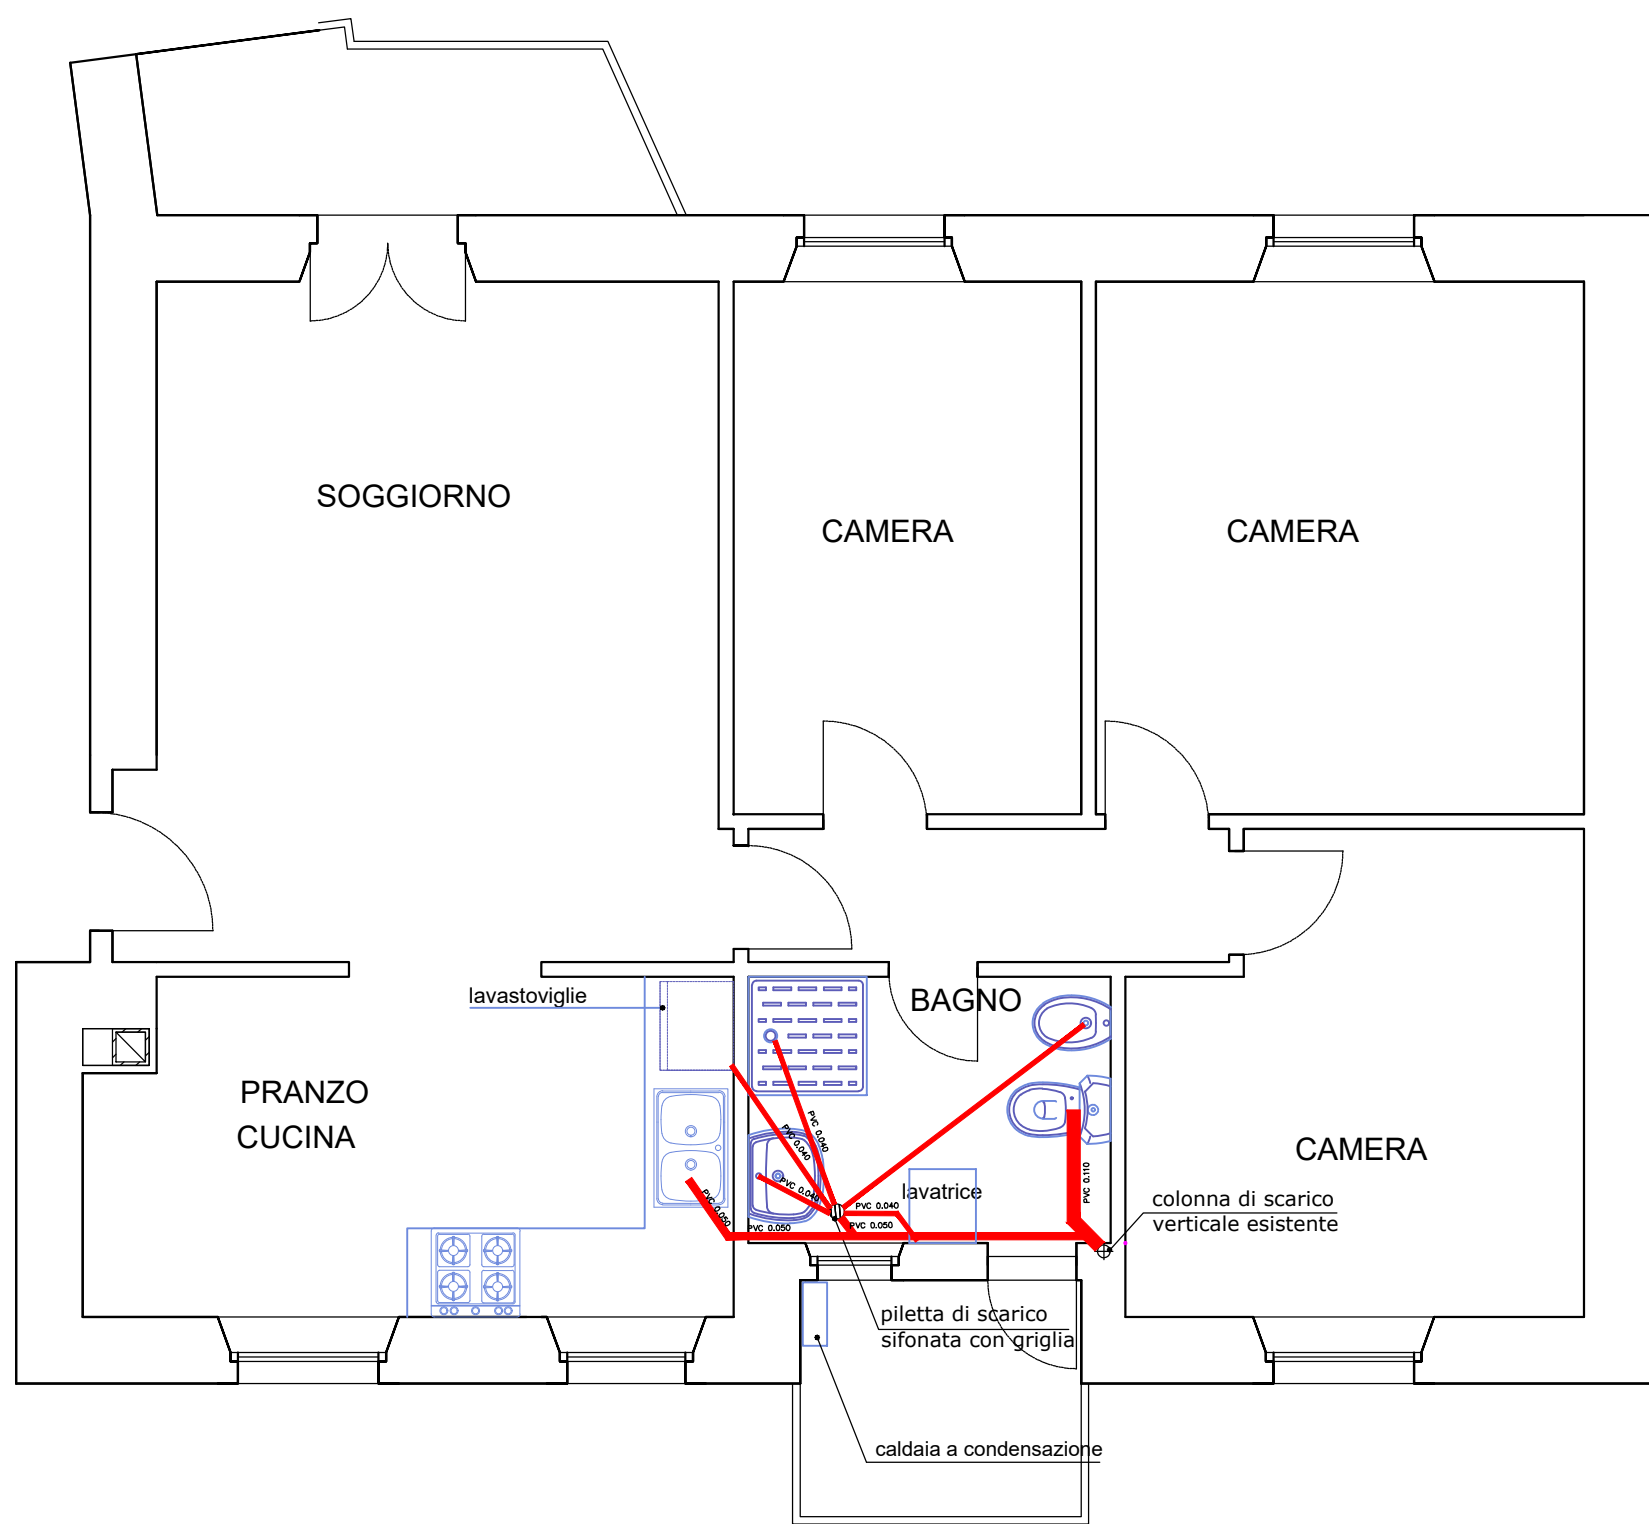 SOGGIORNO
CAMERA
CAMERA
lavastoviglie
BAGNO
PRANZO
CUCINA
PVC 0.040
PVC 0.040
PVC 0.040
PVC 0.050
PVC 0.050
PVC 0.040
PVC 0.050
PVC 0.110
lavatrice
CAMERA
colonna di scarico
verticale esistente
piletta di scarico
sifonata con griglia
caldaia a condensazione